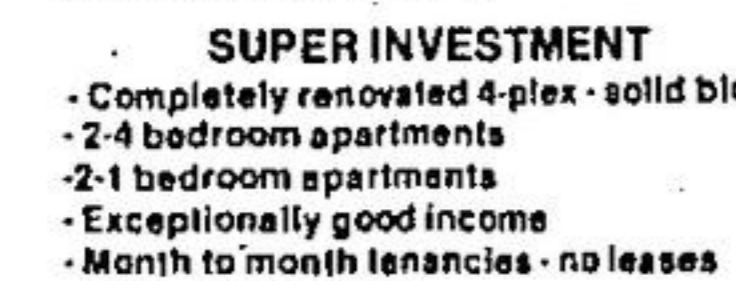 SUPER INVESTMENT
- Completely renovated 4-plex - solid
- 2-4 bedroom apartments
-2-1 bedroom apartments
- Exceptionally good income
- Month to month tenancies - no leases